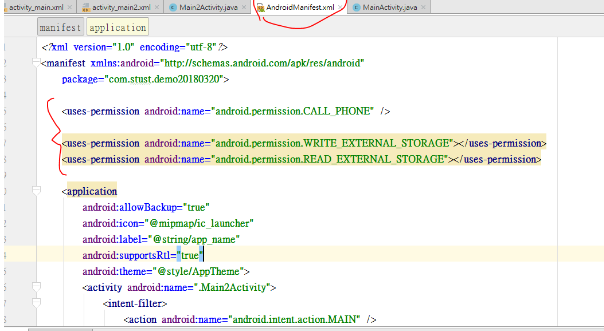 activity_main.xml × activity_main2.xml × Main2Activity.java × AndroidManifest.xml × MainActivity.java ×
manifest application
<?xml version="1.0" encoding="utf-8"?>
<manifest xmlns:android="http://schemas.android.com/apk/res/android"
package="com.stust.demo20180320">
<uses-permission android:name="android.permission.CALL_PHONE" />
<uses-permission android:name="android.permission.WRITE_EXTERNAL_STORAGE"></uses-permission>
<uses-permission android:name="android.permission.READ_EXTERNAL_STORAGE"></uses-permission>
<application
android:allowBackup="true"
android:icon="@mipmap/ic_launcher"
android:label="@string/app_name"
android:supportsRtl="true"
android:theme="@style/AppTheme">
<activity android:name=".Main2Activity">
<intent-filter>
<action android:name="android.intent.action.MAIN" />